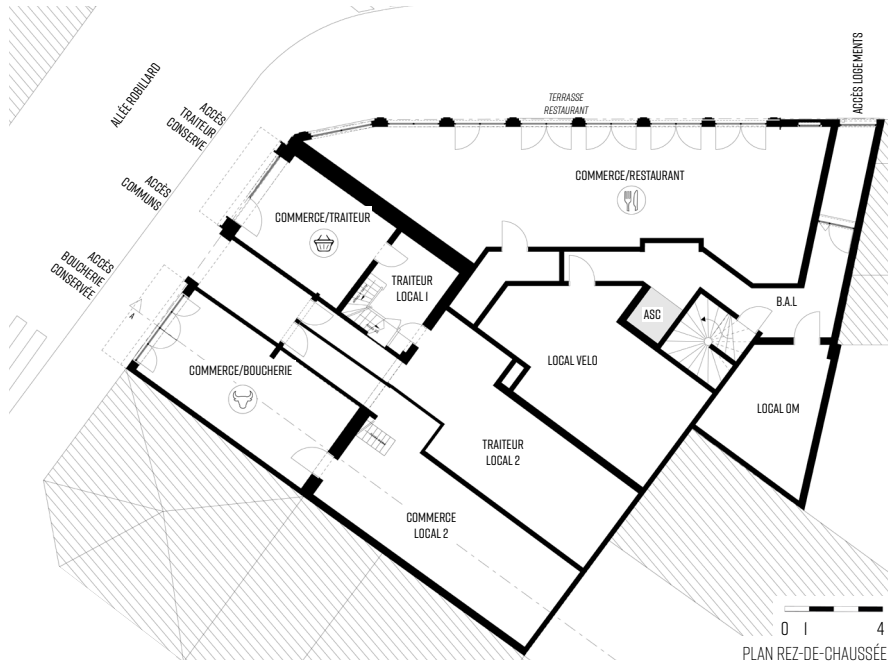 ALLÉE ROBILLARD
ACCÈS
TRAITEUR
CONSERVE
ACCÈS
COMMUNS
ACCÈS
BOUCHERIE
CONSERVÉE
A
TERRASSE
RESTAURANT
ACCÈS LOGEMENTS
COMMERCE/RESTAURANT
COMMERCE/TRAITEUR
TRAITEUR
LOCAL 1
ASC
B.A.L
LOCAL VELO
COMMERCE/BOUCHERIE
LOCAL OM
TRAITEUR
LOCAL 2
COMMERCE
LOCAL 2
0 1 4
PLAN REZ-DE-CHAUSSÉE